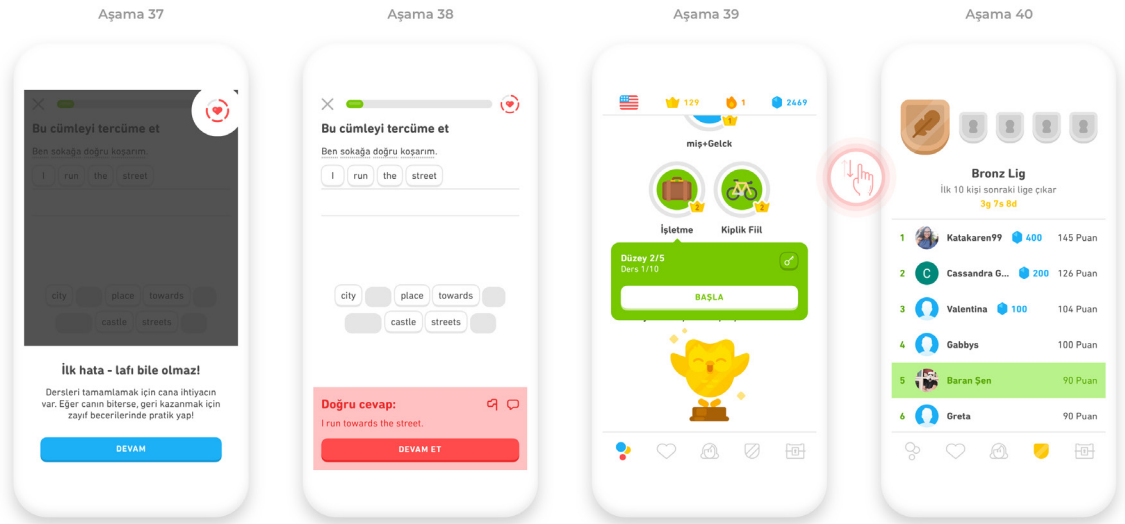 Aşama 37
Bu cümleyi tercüme et
Ben sokağa doğru koşarım.
I run the street
city place towards
castle streets
İlk hata - lafı bile olmaz!
Dersleri tamamlamak için cana ihtiyacın
var. Eğer canın biterse, geri kazanmak için
zayıf becerilerinde pratik yap!
DEVAM
Aşama 38
Bu cümleyi tercüme et
Ben sokağa doğru koşarım.
I run the street
city place towards
castle streets
Doğru cevap:
I run towards the street.
DEVAM ET
Aşama 39
129 1 2469
1
miş+Gelck
2 2
İşletme Kiplik Fiil
Düzey 2/5
Ders 1/10
BAŞLA
Aşama 40
Bronz Lig
İlk 10 kişi sonraki lige çıkar
3g 7s 8d
1 Katakaren99 400 145 Puan
2 C Cassandra G... 200 126 Puan
3 Valentina 100 104 Puan
4 Gabbys 100 Puan
5 Baran Şen 90 Puan
6 Greta 90 Puan